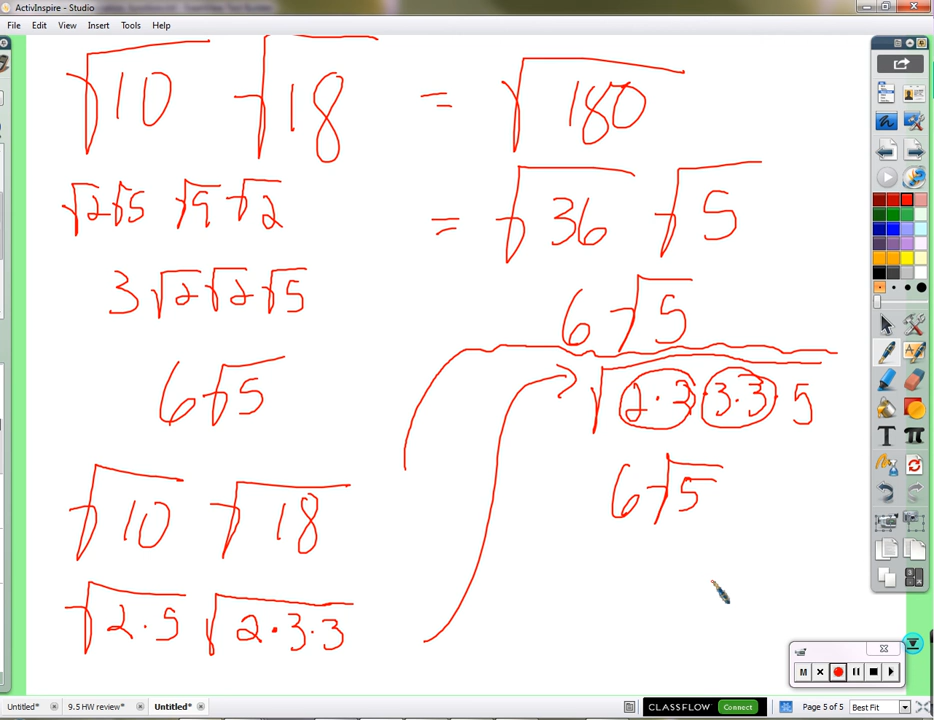 ActivInspire - Studio
File Edit View Insert Tools Help
√10 √18 = √180
√2 √5 √9 √2
= √36 √5
3 √2 √2 √5
6√5
√2·3·3·3·5
6√5
6√5
√10 √18
√2·5 √2·3·3
M
Untitled* 9.5 HW review* Untitled*
CLASSFLOW Connect
Page 5 of 5
Best Fit